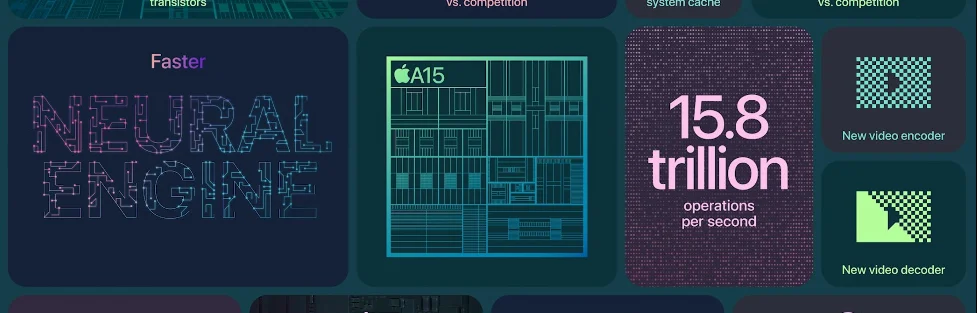 transistors
vs. competition
system cache
vs. competition
Faster
NEURAL
ENGINE
A15
15.8
trillion
operations
per second
New video encoder
New video decoder